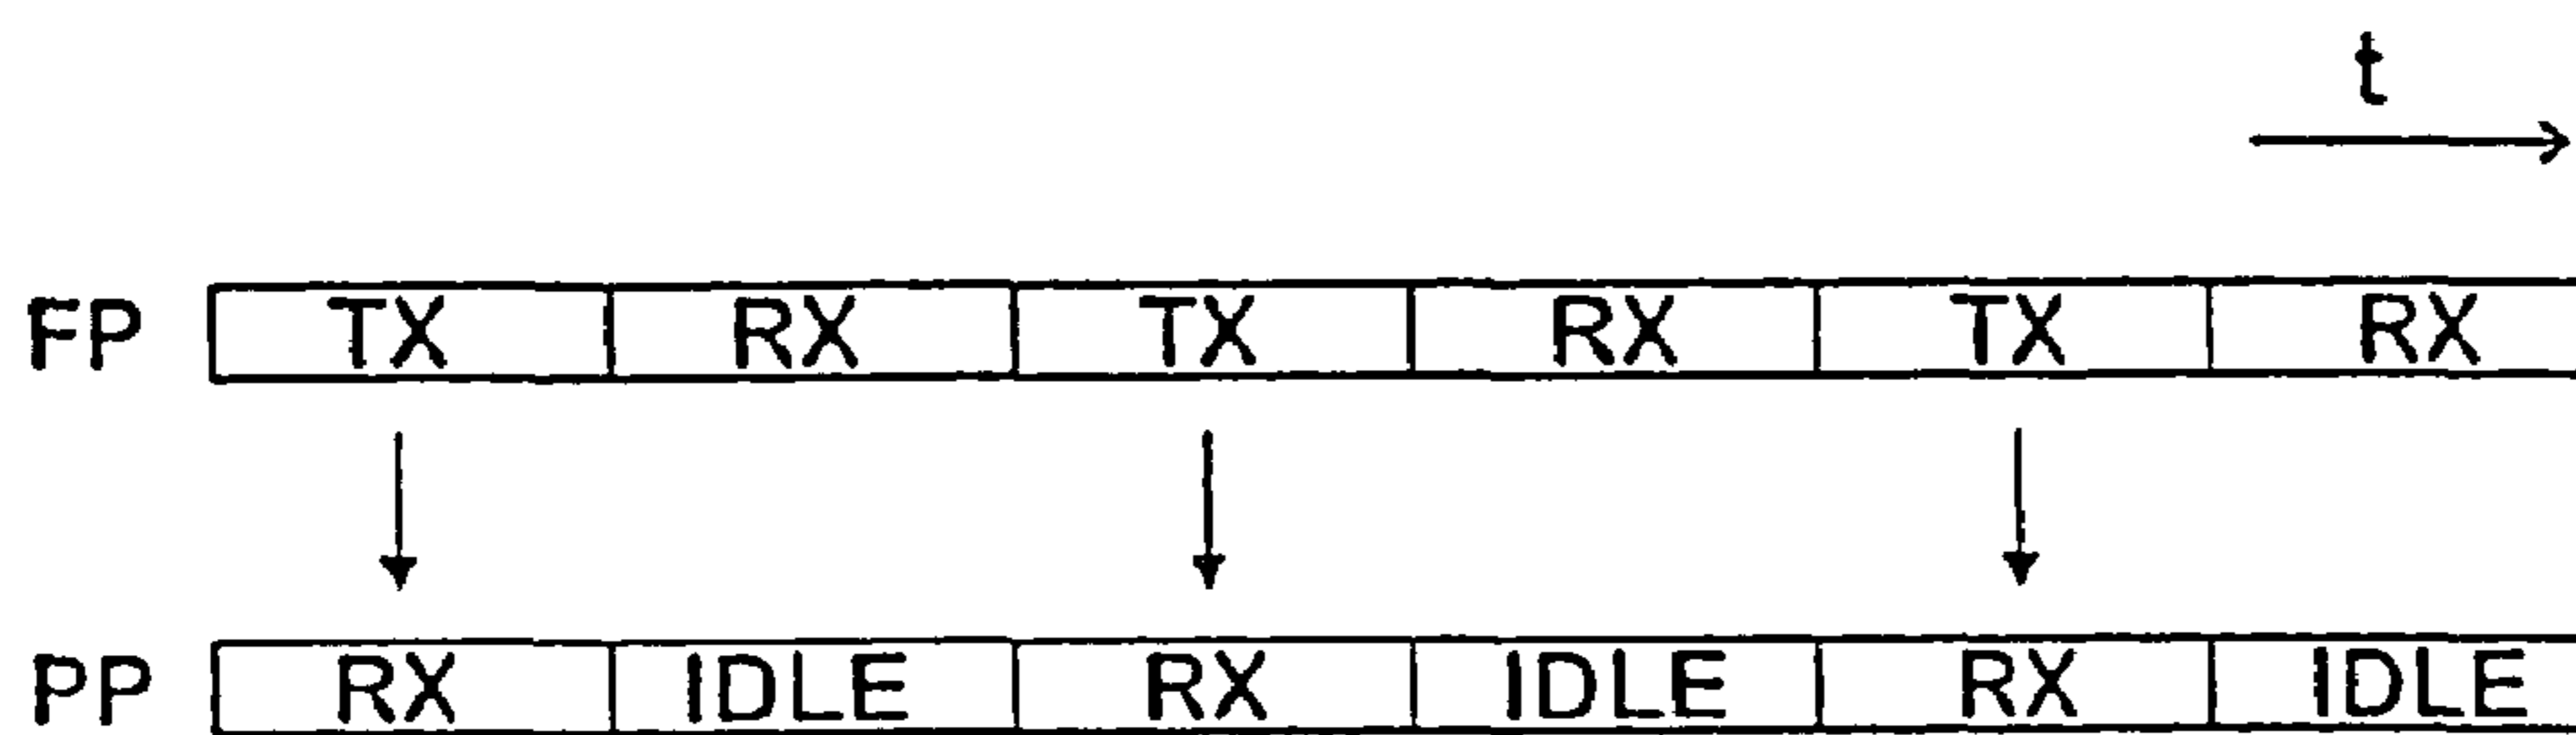 t
FP TX RX TX RX TX RX
PP RX IDLE RX IDLE RX IDLE